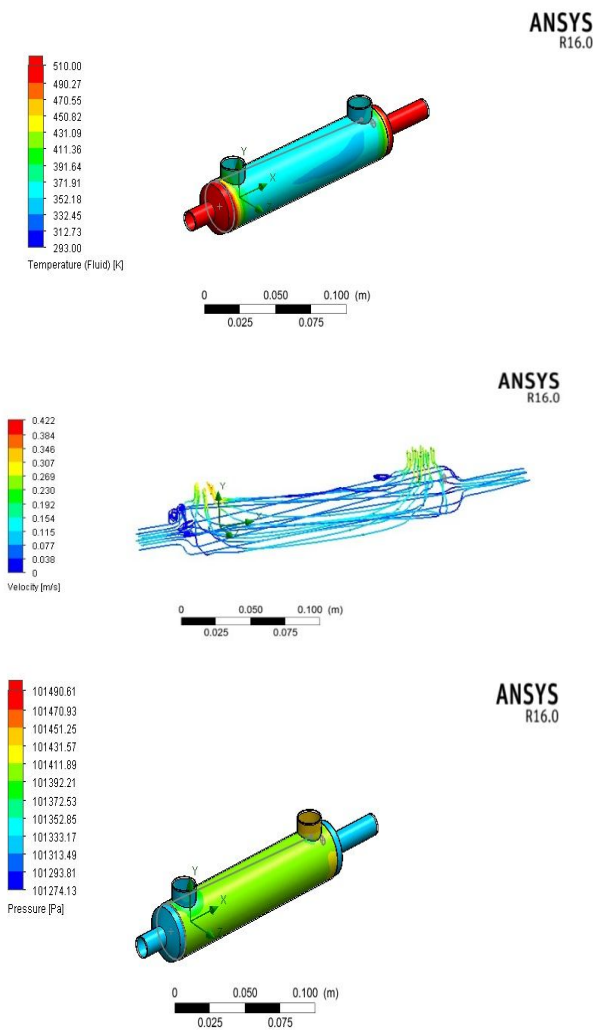 ANSYS
R16.0
510.00
490.27
470.55
450.82
431.09
411.36
391.64
371.91
352.18
332.45
312.73
293.00
Temperature (Fluid) [K]
Y
X
0 0.050 0.100 (m)
0.025 0.075
ANSYS
R16.0
0.422
0.384
0.346
0.307
0.269
0.230
0.192
0.154
0.115
0.077
0.038
0
Velocity [m/s]
Y
0 0.050 0.100 (m)
0.025 0.075
ANSYS
R16.0
101490.61
101470.93
101451.25
101431.57
101411.89
101392.21
101372.53
101352.85
101333.17
101313.49
101293.81
101274.13
Pressure [Pa]
Y
X
0 0.050 0.100 (m)
0.025 0.075